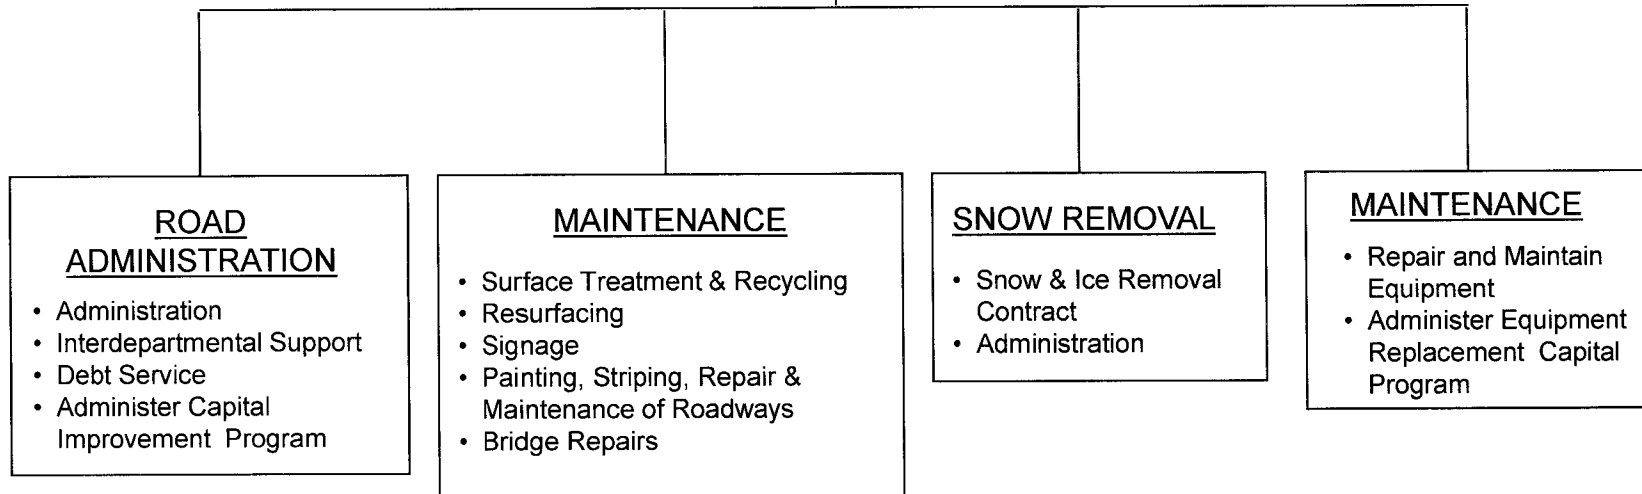 ROAD
ADMINISTRATION
• Administration
• Interdepartmental Support
• Debt Service
• Administer Capital
Improvement Program
MAINTENANCE
• Surface Treatment & Recycling
• Resurfacing
• Signage
• Painting, Striping, Repair &
Maintenance of Roadways
• Bridge Repairs
SNOW REMOVAL
• Snow & Ice Removal
Contract
• Administration
MAINTENANCE
• Repair and Maintain
Equipment
• Administer Equipment
Replacement Capital
Program